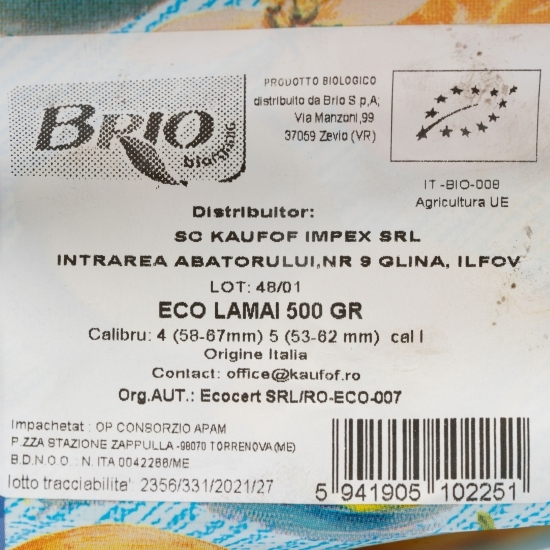 BRIO
biorganic
PRODOTTO BIOLOGICO
distribuito da Brio S p,A;
Via Manzoni,99
37059 Zevio (VR)
IT -BIO-008
Agricoltura UE
Distribuitor:
SC KAUFOF IMPEX SRL
INTRAREA ABATORULUI,NR 9 GLINA, ILFOV
LOT: 48/01
ECO LAMAI 500 GR
Calibru: 4 (58-67mm) 5 (53-62 mm) cal I
Origine Italia
Contact: office@kaufof.ro
Org.AUT.: Ecocert SRL/RO-ECO-007
Impachetat : OP CONSORZIO APAM
P.ZZA STAZIONE ZAPPULLA -98070 TORRENOVA(ME)
B.D.N.O.O. : N. ITA 0042266/ME
lotto tracciabilita' 2356/331/2021/27
5 941905 102251